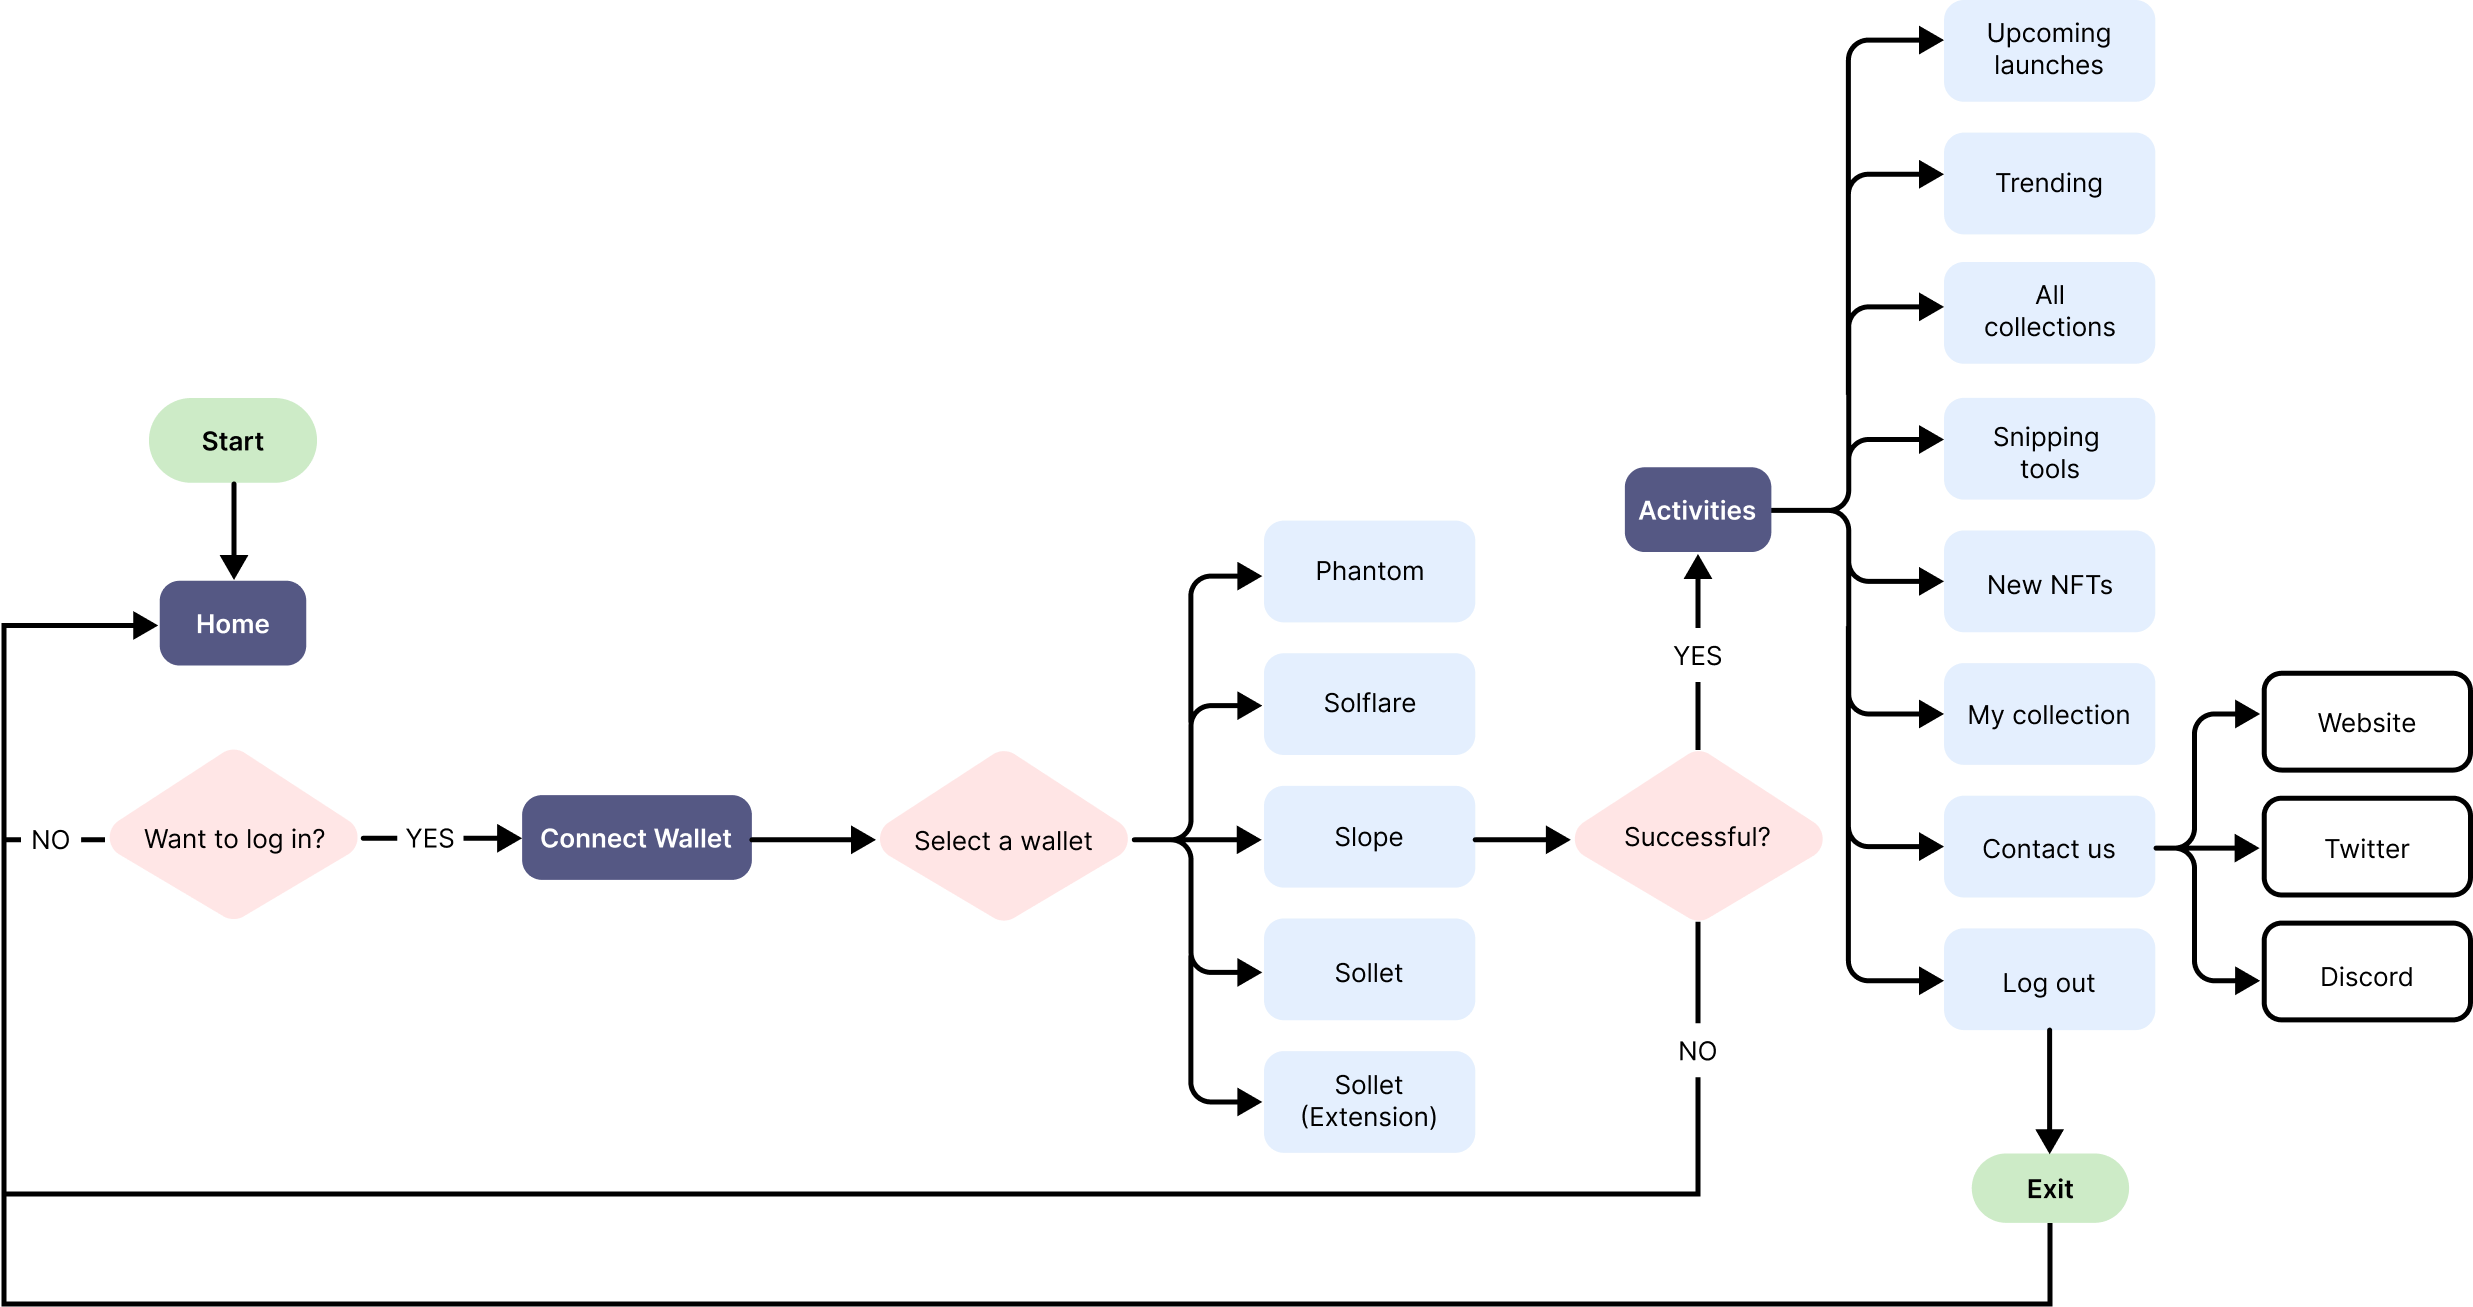 Start
Home
Want to log in?
NO
YES
Connect Wallet
Select a wallet
Phantom
Solflare
Slope
Sollet
Sollet
(Extension)
Successful?
YES
NO
Activities
Upcoming
launches
Trending
All
collections
Snipping
tools
New NFTs
My collection
Contact us
Log out
Website
Twitter
Discord
Exit